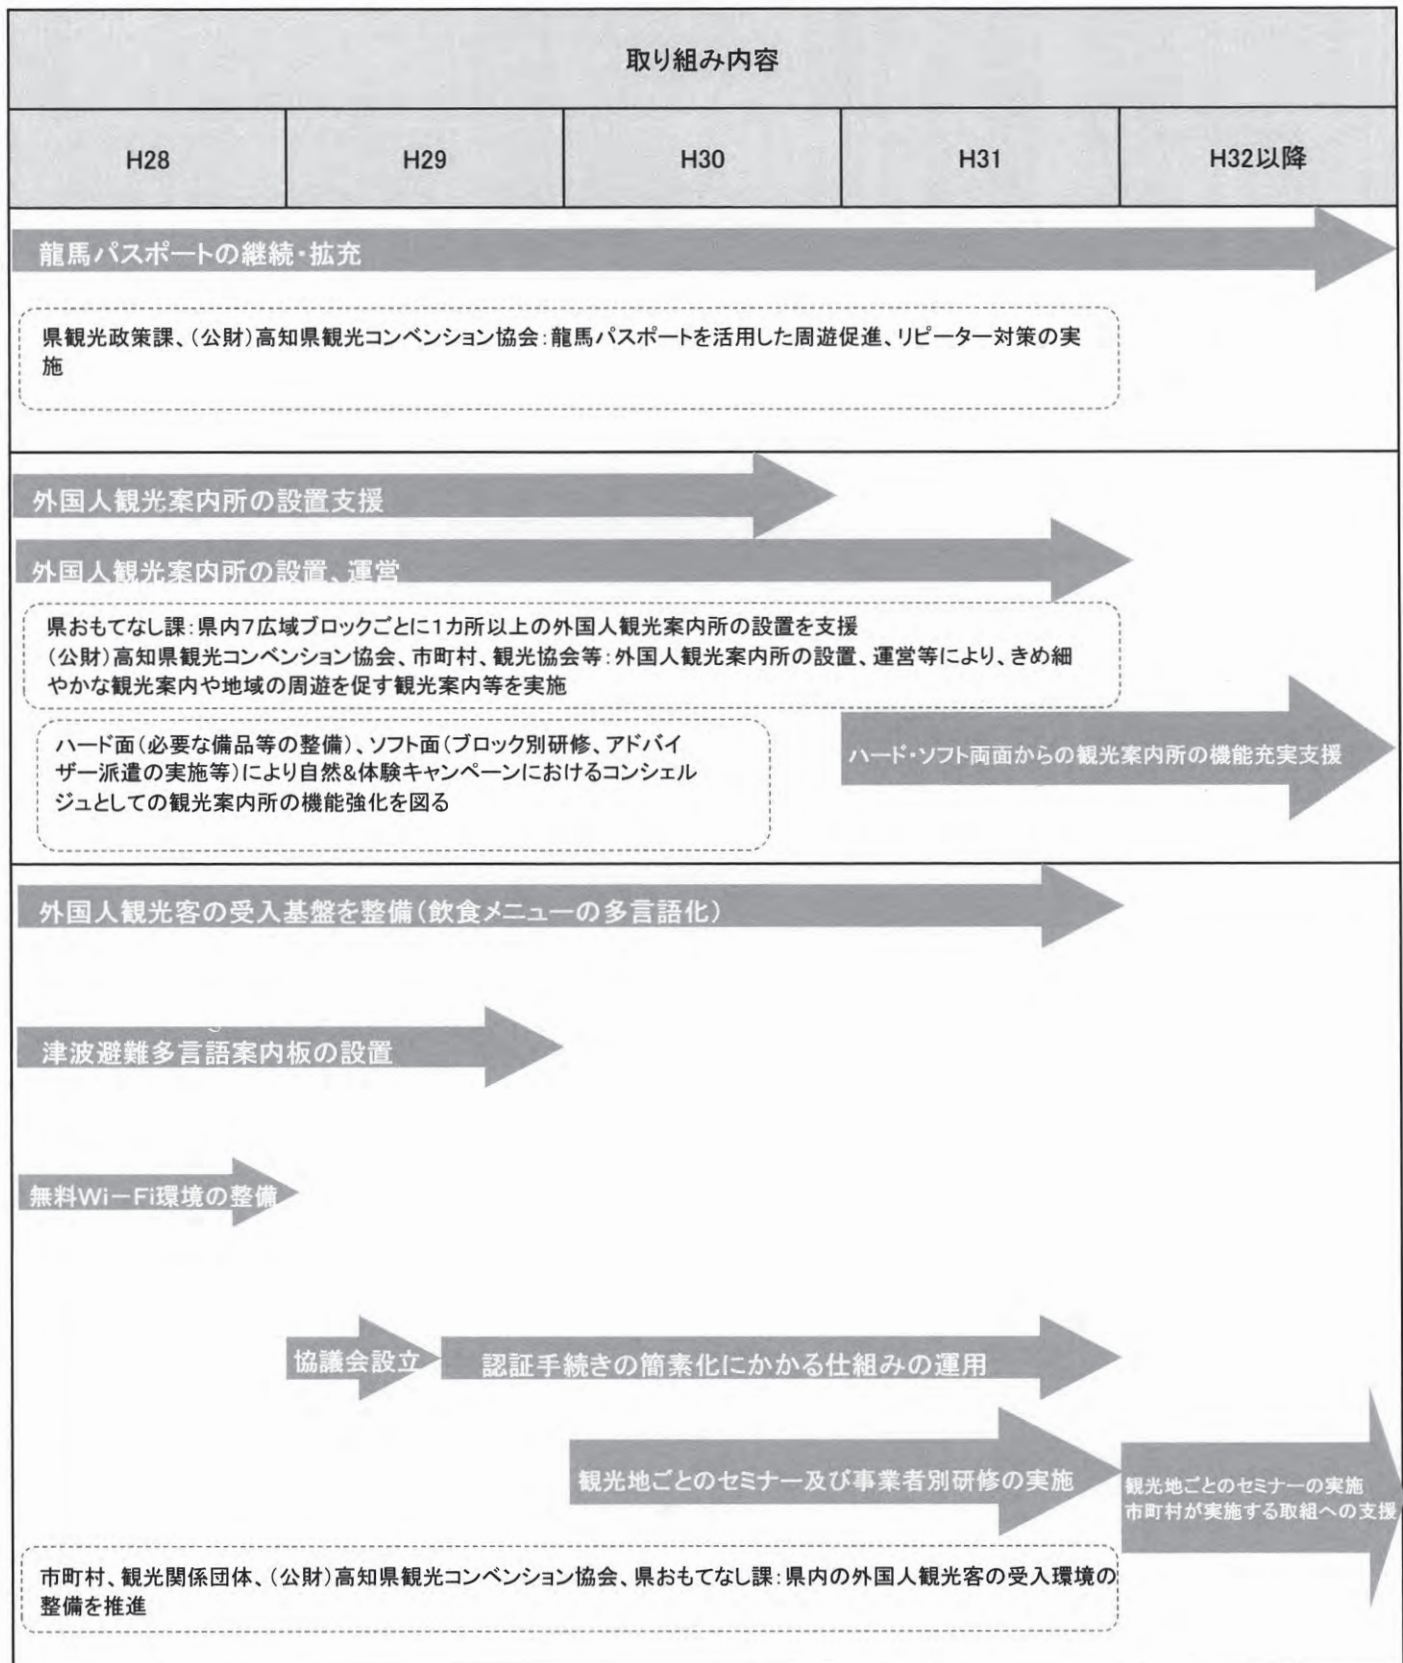 取り組み内容
H28
H29
H30
H31
H32以降
龍馬パスポートの継続・拡充
県観光政策課、(公財)高知県観光コンベンション協会:龍馬パスポートを活用した周遊促進、リピーター対策の実
施
外国人観光案内所の設置支援
外国人観光案内所の設置、運営
県おもてなし課:県内7広域ブロックごとに1カ所以上の外国人観光案内所の設置を支援
(公財)高知県観光コンベンション協会、市町村、観光協会等:外国人観光案内所の設置、運営等により、きめ細
やかな観光案内や地域の周遊を促す観光案内等を実施
ハード面(必要な備品等の整備)、ソフト面(ブロック別研修、アドバイ
ザー派遣の実施等)により自然&体験キャンペーンにおけるコンシェル
ジュとしての観光案内所の機能強化を図る
ハード・ソフト両面からの観光案内所の機能充実支援
外国人観光客の受入基盤を整備(飲食メニューの多言語化)
津波避難多言語案内板の設置
無料Wi-Fi環境の整備
協議会設立
認証手続きの簡素化にかかる仕組みの運用
観光地ごとのセミナー及び事業者別研修の実施
観光地ごとのセミナーの実施
市町村が実施する取組への支援
市町村、観光関係団体、(公財)高知県観光コンベンション協会、県おもてなし課:県内の外国人観光客の受入環境の
整備を推進